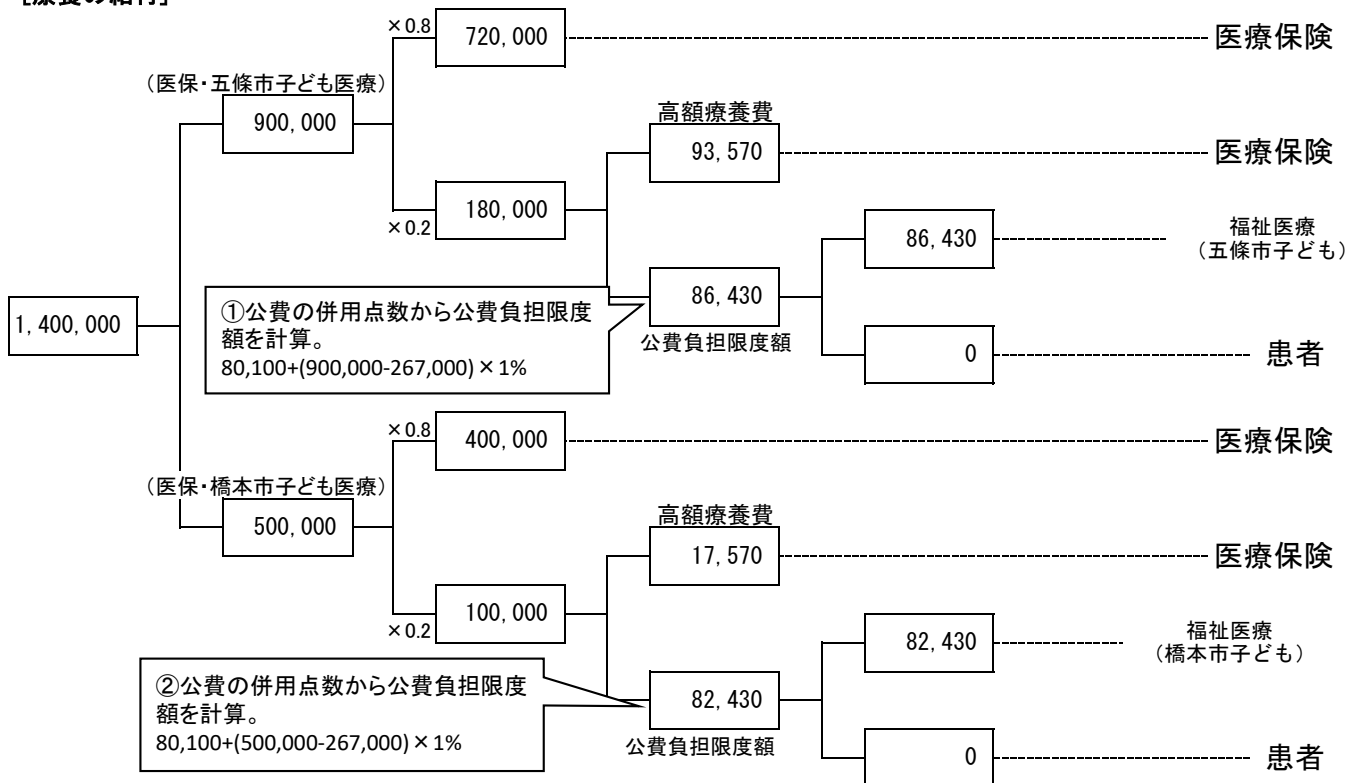 [療養の給付]
×0.8
720,000
医療保険
(医保・五條市子ども医療)
900,000
高額療養費
93,570
医療保険
180,000
×0.2
86,430
福祉医療
(五條市子ども)
1,400,000
①公費の併用点数から公費負担限度
額を計算。
80,100+(900,000-267,000)×1%
86,430
公費負担限度額
0
患者
×0.8
400,000
医療保険
(医保・橋本市子ども医療)
500,000
高額療養費
17,570
医療保険
100,000
×0.2
82,430
福祉医療
(橋本市子ども)
②公費の併用点数から公費負担限度
額を計算。
80,100+(500,000-267,000)×1%
82,430
公費負担限度額
0
患者